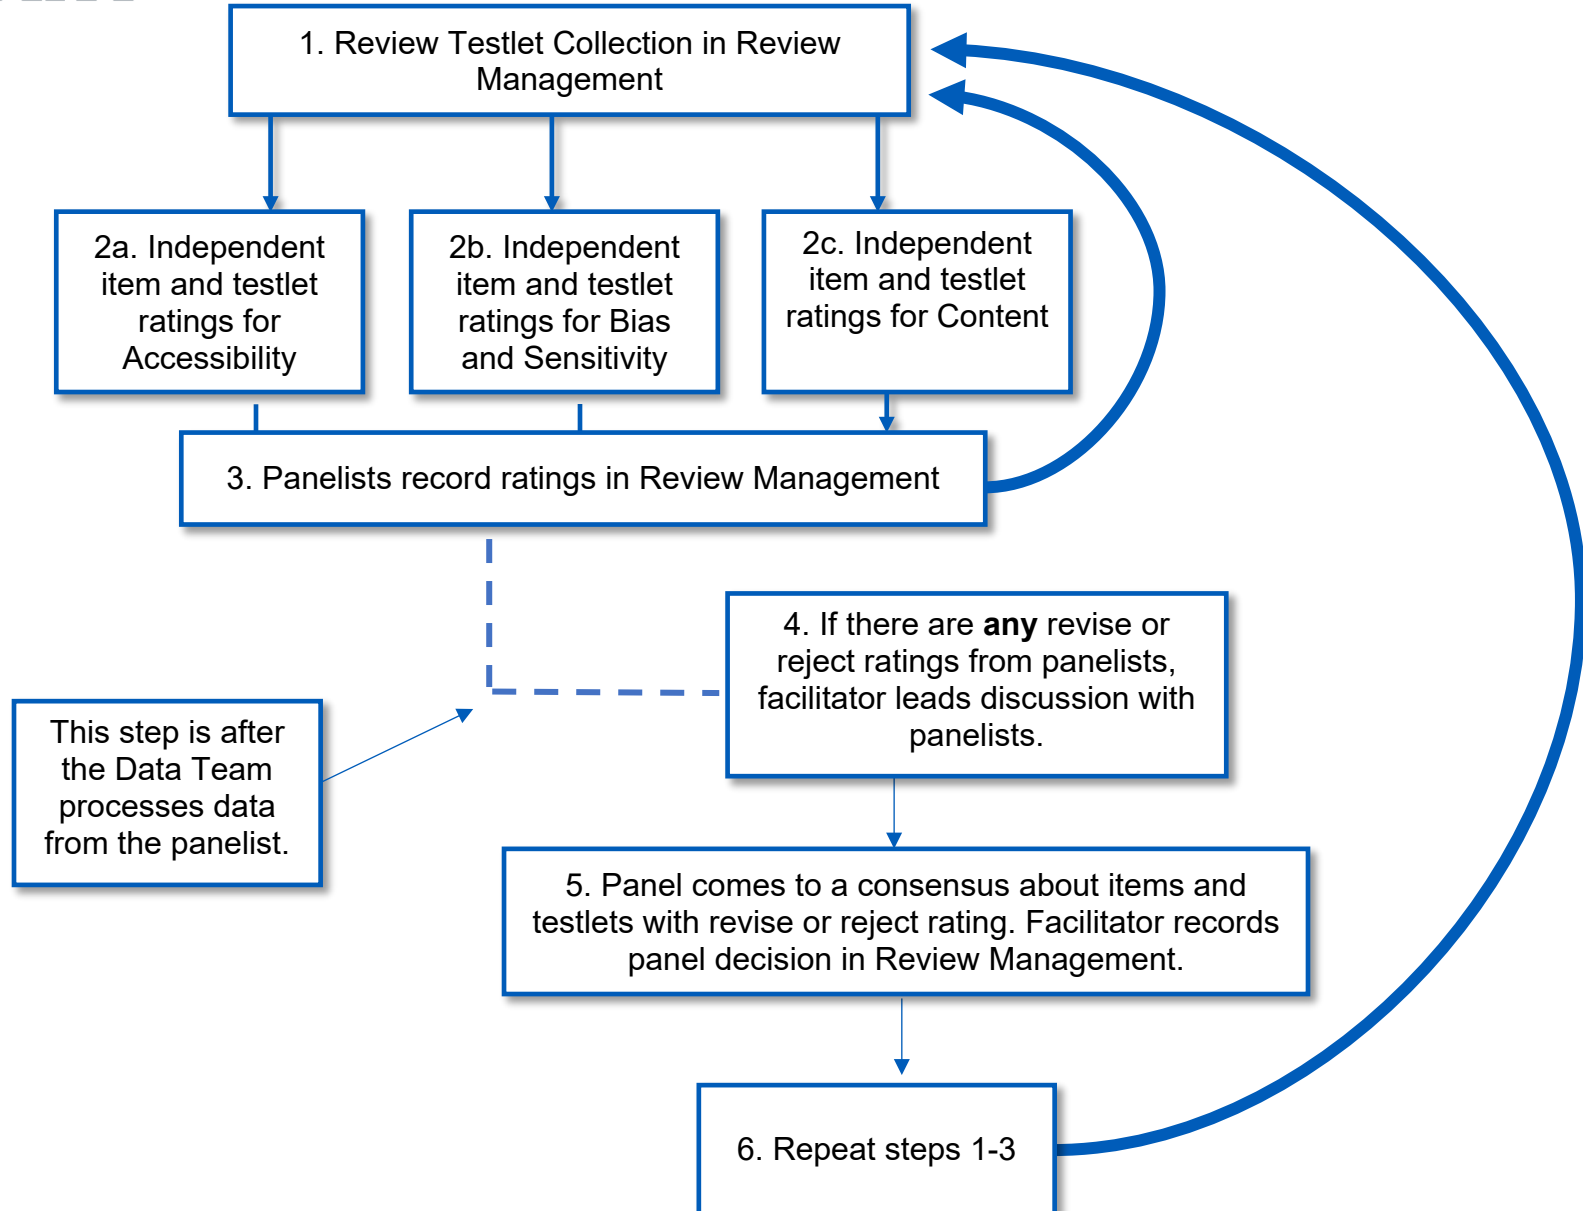 1. Review Testlet Collection in Review
Management
2a. Independent
item and testlet
ratings for
Accessibility
2b. Independent
item and testlet
ratings for Bias
and Sensitivity
2c. Independent
item and testlet
ratings for Content
3. Panelists record ratings in Review Management
4. If there are any revise or
reject ratings from panelists,
facilitator leads discussion with
panelists.
This step is after
the Data Team
processes data
from the panelist.
5. Panel comes to a consensus about items and
testlets with revise or reject rating. Facilitator records
panel decision in Review Management.
6. Repeat steps 1-3